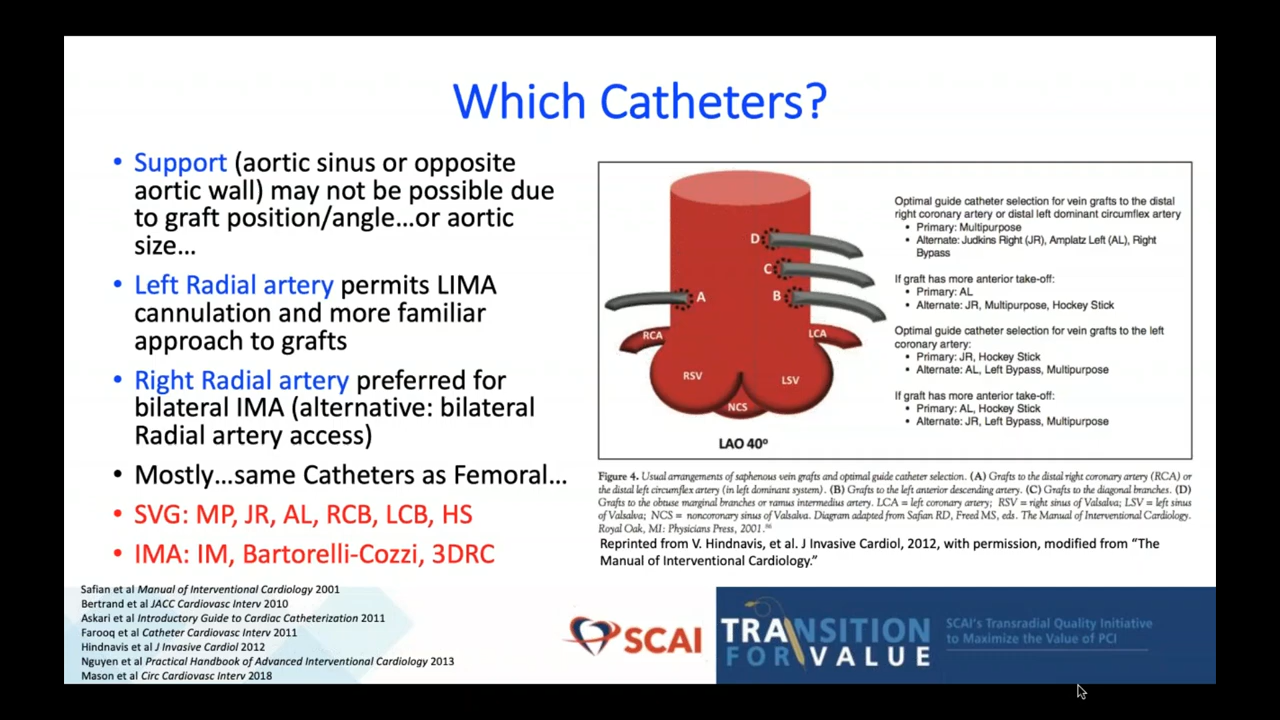 Which Catheters?
• Support (aortic sinus or opposite
aortic wall) may not be possible due
to graft position/angle...or aortic
size...
• Left Radial artery permits LIMA
cannulation and more familiar
approach to grafts
• Right Radial artery preferred for
bilateral IMA (alternative: bilateral
Radial artery access)
• Mostly...same Catheters as Femoral...
• SVG: MP, JR, AL, RCB, LCB, HS
• IMA: IM, Bartorelli-Cozzi, 3DRC
D
C
A
B
RCA
LCA
RSV
LSV
NCS
LAO 40º
Optimal guide catheter selection for vein grafts to the distal
right coronary artery or distal left dominant circumflex artery
• Primary: Multipurpose
• Alternate: Judkins Right (JR), Amplatz Left (AL), Right
Bypass
If graft has more anterior take-off:
• Primary: AL
• Alternate: JR, Multipurpose, Hockey Stick
Optimal guide catheter selection for vein grafts to the left
coronary artery:
• Primary: JR, Hockey Stick
• Alternate: AL, Left Bypass, Multipurpose
If graft has more anterior take-off:
• Primary: AL, Hockey Stick
• Alternate: JR, Left Bypass, Multipurpose
Figure 4. Usual arrangements of saphenous vein grafts and optimal guide catheter selection. (A) Grafts to the distal right coronary artery (RCA) or
the distal left circumflex artery (in left dominant system). (B) Grafts to the left anterior descending artery. (C) Grafts to the diagonal branches. (D)
Grafts to the obtuse marginal branches or ramus intermedius artery. LCA = left coronary artery; RSV = right sinus of Valsalva; LSV = left sinus
of Valsalva; NCS = noncoronary sinus of Valsalva. Diagram adapted from Safian RD, Freed MS, eds. The Manual of Interventional Cardiology.
Royal Oak, MI: Physicians Press, 2001.
Reprinted from V. Hindnavis, et al. J Invasive Cardiol, 2012, with permission, modified from “The
Manual of Interventional Cardiology.”
Safian et al Manual of Interventional Cardiology 2001
Bertrand et al JACC Cardiovasc Interv 2010
Askari et al Introductory Guide to Cardiac Catheterization 2011
Farooq et al Catheter Cardiovasc Interv 2011
Hindnavis et al J Invasive Cardiol 2012
Nguyen et al Practical Handbook of Advanced Interventional Cardiology 2013
Mason et al Circ Cardiovasc Interv 2018
SCAI
TRANSITION
FOR VALUE
SCAI's Transradial Quality Initiative
to Maximize the Value of PCI